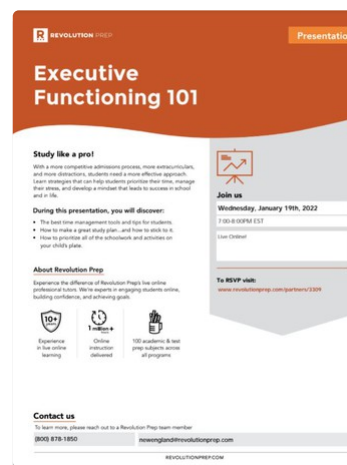 REVOLUTION PREP
Presentatio
Executive
Functioning 101
Study like a pro!
With a more competitive admissions process, more extracurriculars,
and more distractions, students need a more effective approach.
Learn strategies that can help students prioritize their time, manage
their stress, and develop a mindset that leads to success in school
and in life.
During this presentation, you will discover:
• The best time management tools and tips for students.
• How to make a great study plan...and how to stick to it.
• How to prioritize all of the schoolwork and activities on
your child's plate.
Join us
Wednesday, January 19th, 2022
7:00-8:00PM EST
Live Online!
To RSVP visit:
www.revolutionprep.com/partners/3309
About Revolution Prep
Experience the difference of Revolution Prep's live online
professional tutors. We're experts in engaging students online,
building confidence, and achieving goals.
10+
years
Experience
in live online
learning
1 million+
Online
instruction
delivered
100 academic & test
prep subjects across
all programs
Contact us
To learn more, please reach out to a Revolution Prep team member
(800) 878-1850
newengland@revolutionprep.com
REVOLUTIONPREP.COM